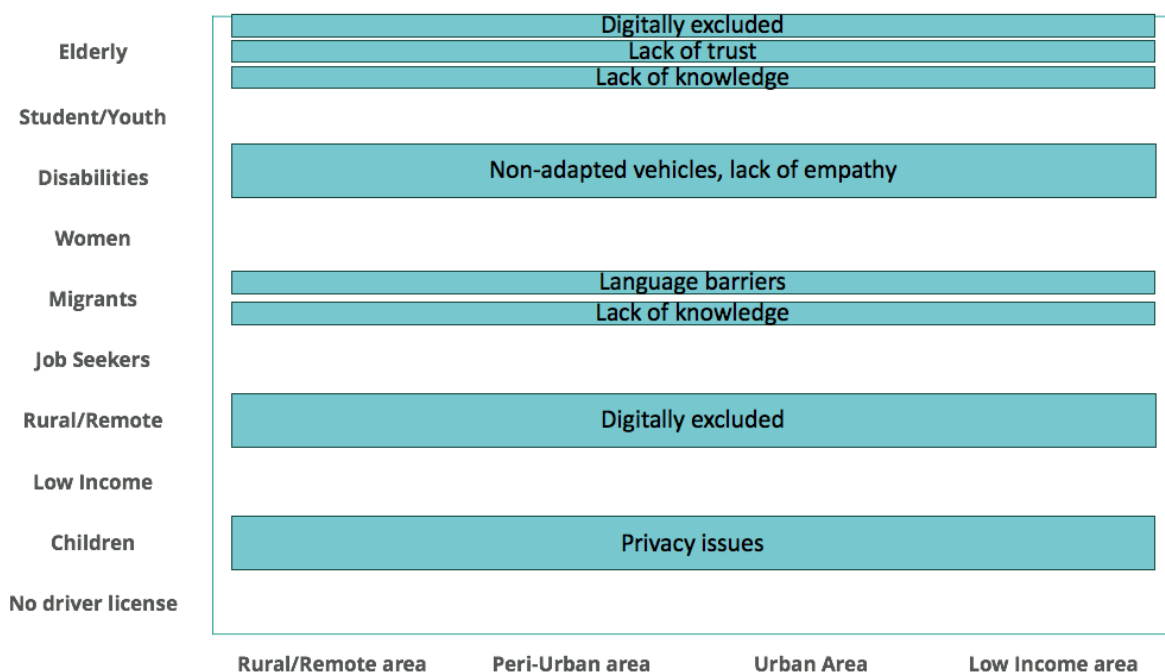 Digitally excluded
Elderly
Lack of trust
Lack of knowledge
Student/Youth
Disabilities
Non-adapted vehicles, lack of empathy
Women
Migrants
Language barriers
Lack of knowledge
Job Seekers
Rural/Remote
Digitally excluded
Low Income
Children
Privacy issues
No driver license
Rural/Remote area
Peri-Urban area
Urban Area
Low Income area